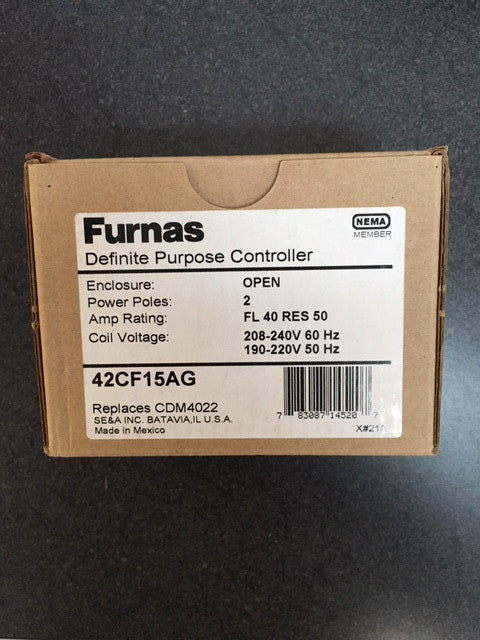 Furnas
NEMA
MEMBER
Definite Purpose Controller
Enclosure: OPEN
Power Poles: 2
Amp Rating: FL 40 RES 50
Coil Voltage: 208-240V 60 Hz
190-220V 50 Hz
42CF15AG
7 83087 14520 7
Replaces CDM4022
SE&A INC. BATAVIA,IL U.S.A.
Made in Mexico